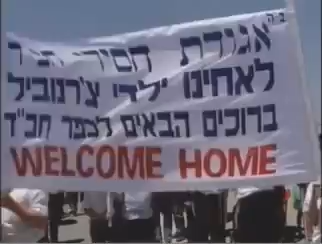 ב״ה
אגודת חסידי חב״ד
לאחינו ילדי צ׳רנוביל
ברוכים הבאים לכפר חב״ד
WELCOME HOME